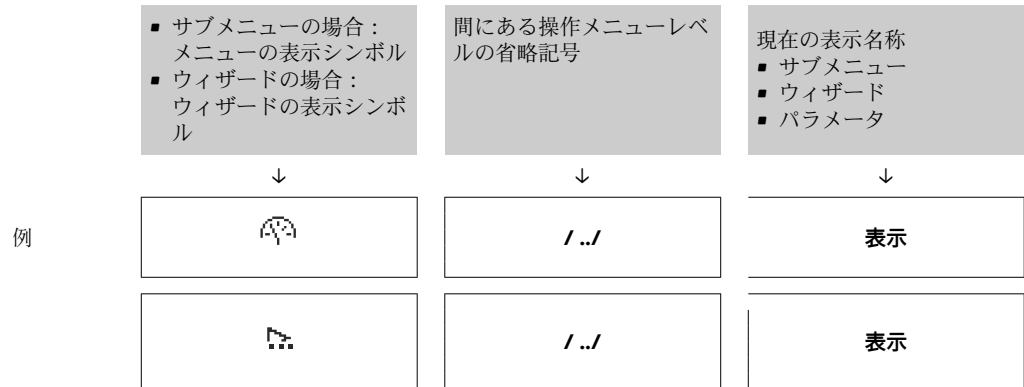 ▪ サブメニューの場合：
メニューの表示シンボル
▪ ウィザードの場合：
ウィザードの表示シンボ
ル
間にある操作メニューレベ
ルの省略記号
現在の表示名称
▪ サブメニュー
▪ ウィザード
▪ パラメータ
↓ ↓ ↓
例 / ../ 表示
/ ../ 表示